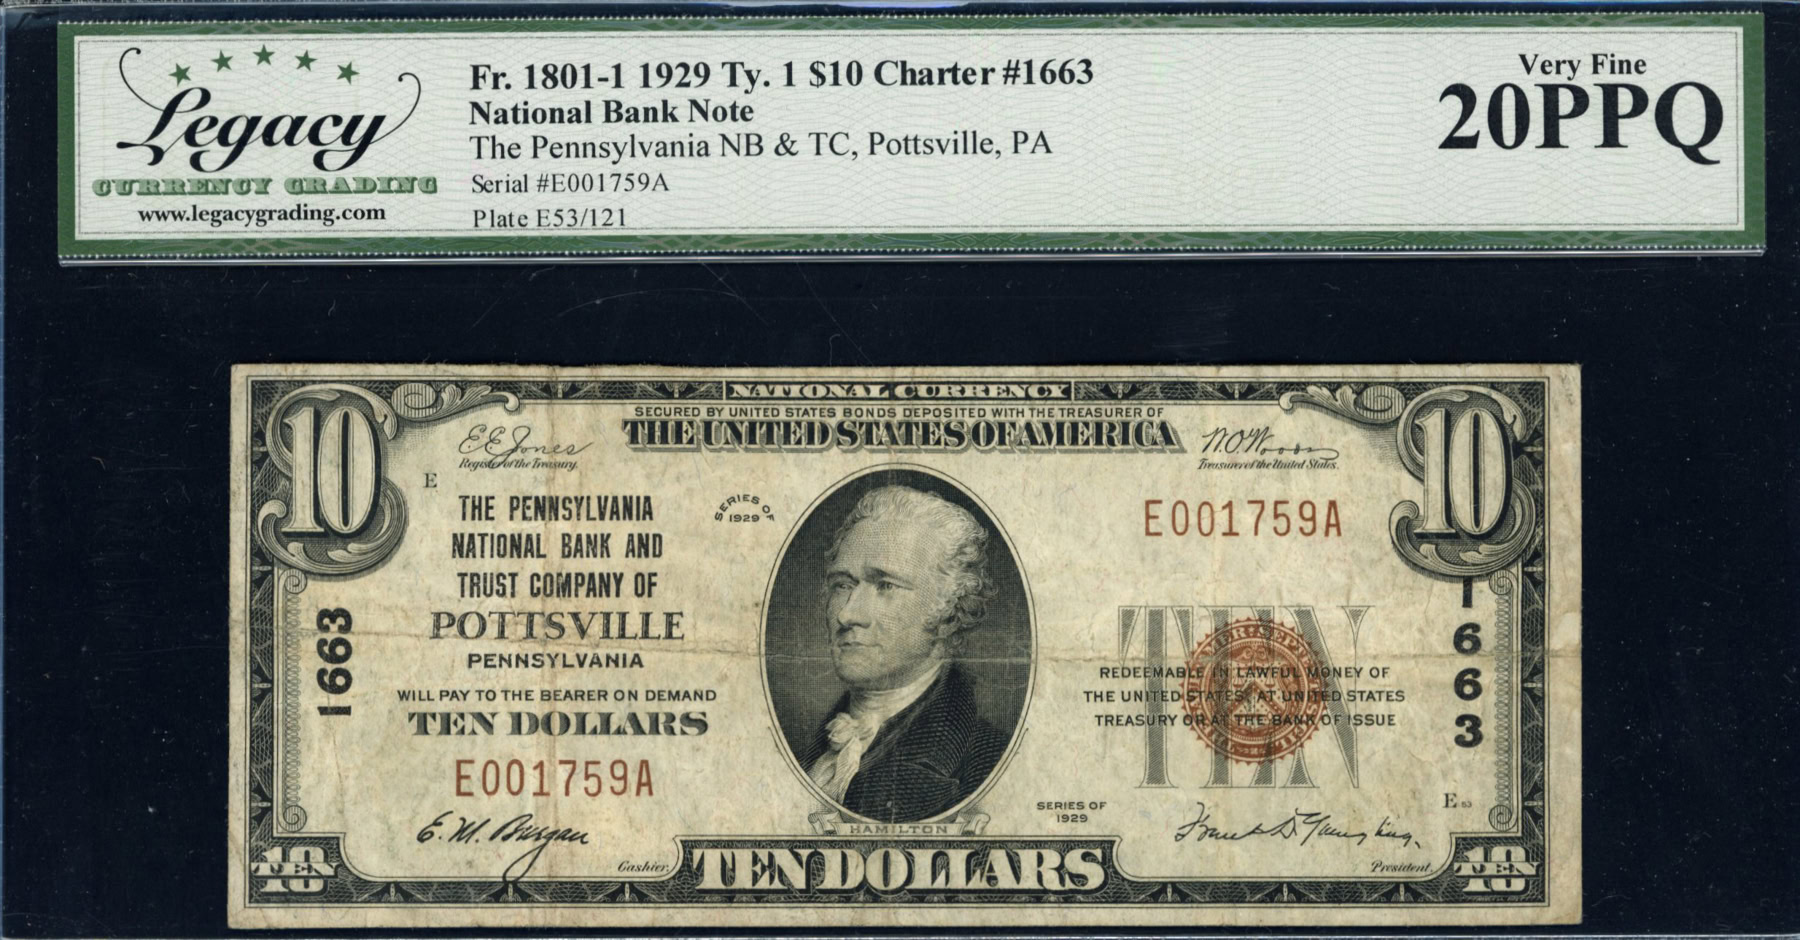 Legacy
CURRENCY GRADING
www.legacygrading.com
Fr. 1801-1 1929 Ty. 1 $10 Charter #1663
National Bank Note
The Pennsylvania NB & TC, Pottsville, PA
Serial #E001759A
Plate E53/121
Very Fine
20PPQ
NATIONAL CURRENCY
SECURED BY UNITED STATES BONDS DEPOSITED WITH THE TREASURER OF
THE UNITED STATES OF AMERICA
10
10
E.E. Jones
Register of the Treasury.
W.O. Woods
Treasurer of the United States.
E
THE PENNSYLVANIA
NATIONAL BANK AND
TRUST COMPANY OF
POTTSVILLE
PENNSYLVANIA
WILL PAY TO THE BEARER ON DEMAND
TEN DOLLARS
E001759A
SERIES OF
1929
E001759A
1663
1663
TEN
REDEEMABLE IN LAWFUL MONEY OF
THE UNITED STATES AT UNITED STATES
TREASURY OR AT THE BANK OF ISSUE
SERIES OF
1929
E 53
HAMILTON
Cashier.
President.
10
TEN
TEN DOLLARS
10
TEN